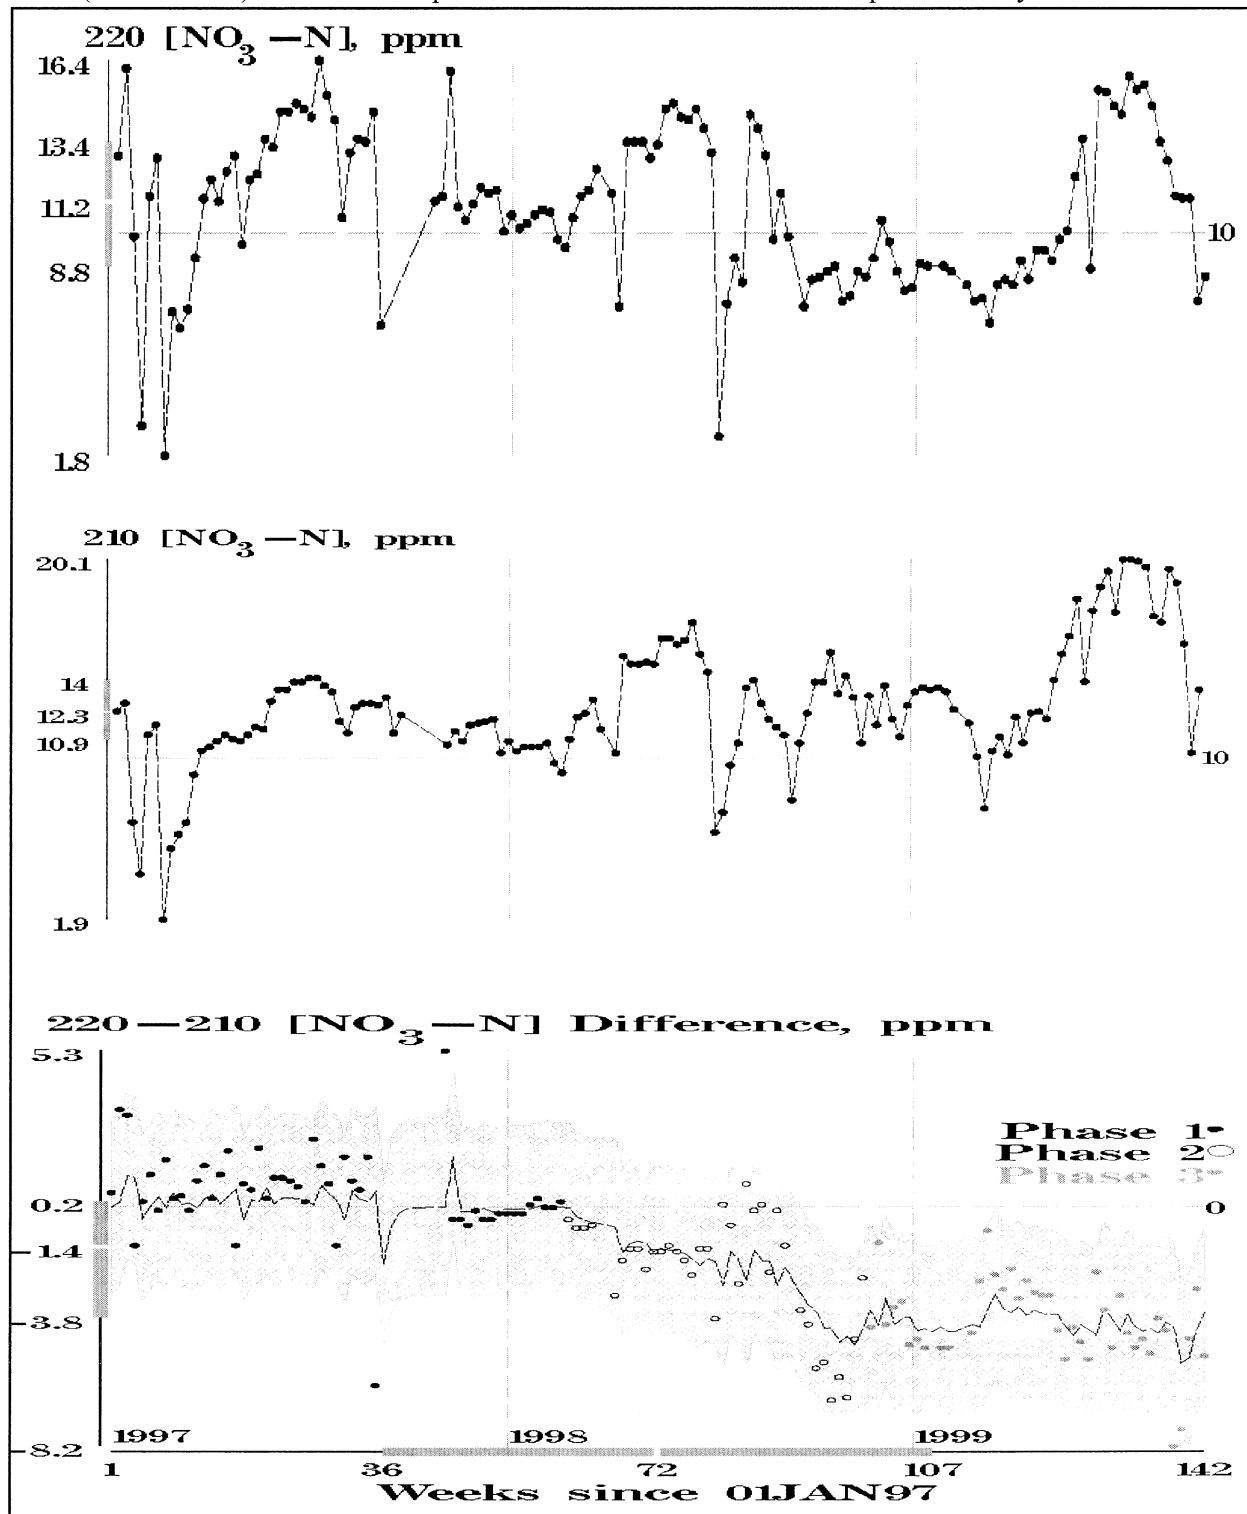 220 [NO3 —N], ppm
16.4
13.4
11.2
10
8.8
1.8
210 [NO3 —N], ppm
20.1
14
12.3
10.9
10
1.9
220—210 [NO3—N] Difference, ppm
5.3
Phase 1
Phase 2
Phase 3
0.2
0
−1.4
−3.8
1997 1998 1999
−8.2
1 36 72 107 142
Weeks since 01JAN97